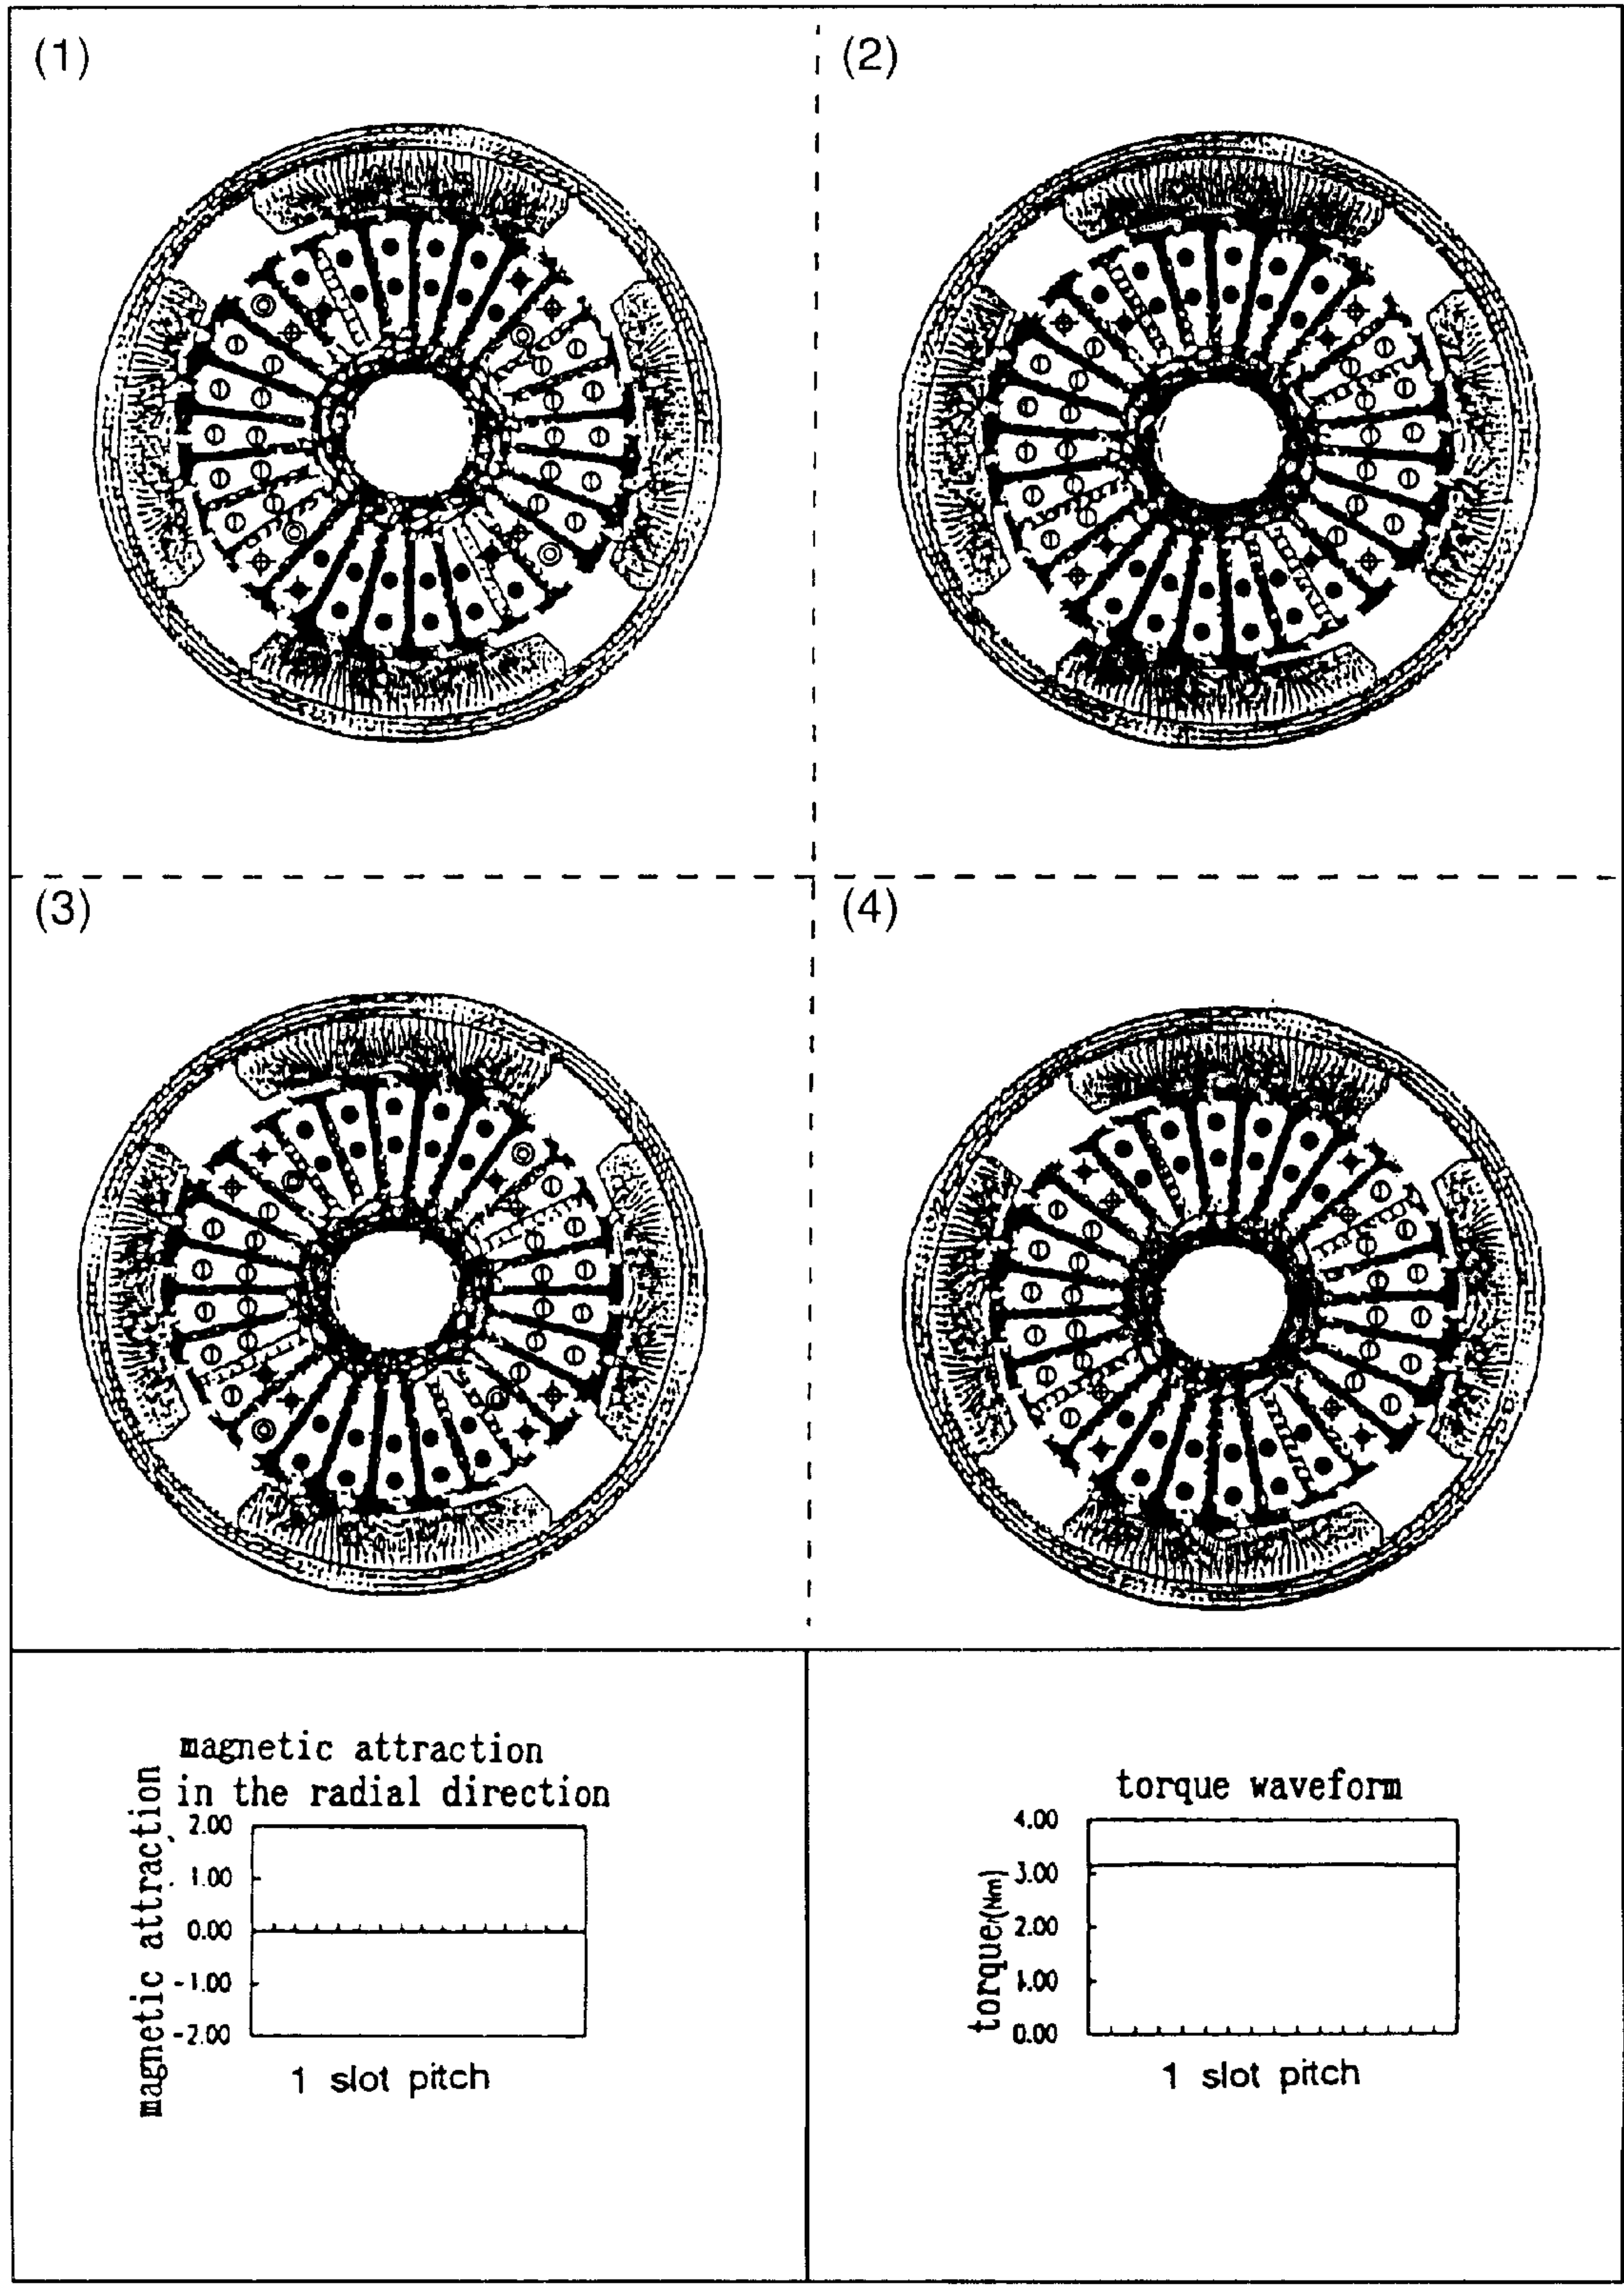 (1)
(2)
(3)
(4)
magnetic attraction
in the radial direction
magnetic attraction
2.00
1.00
0.00
-1.00
-2.00
1 slot pitch
torque waveform
torque(Nm)
4.00
3.00
2.00
1.00
0.00
1 slot pitch